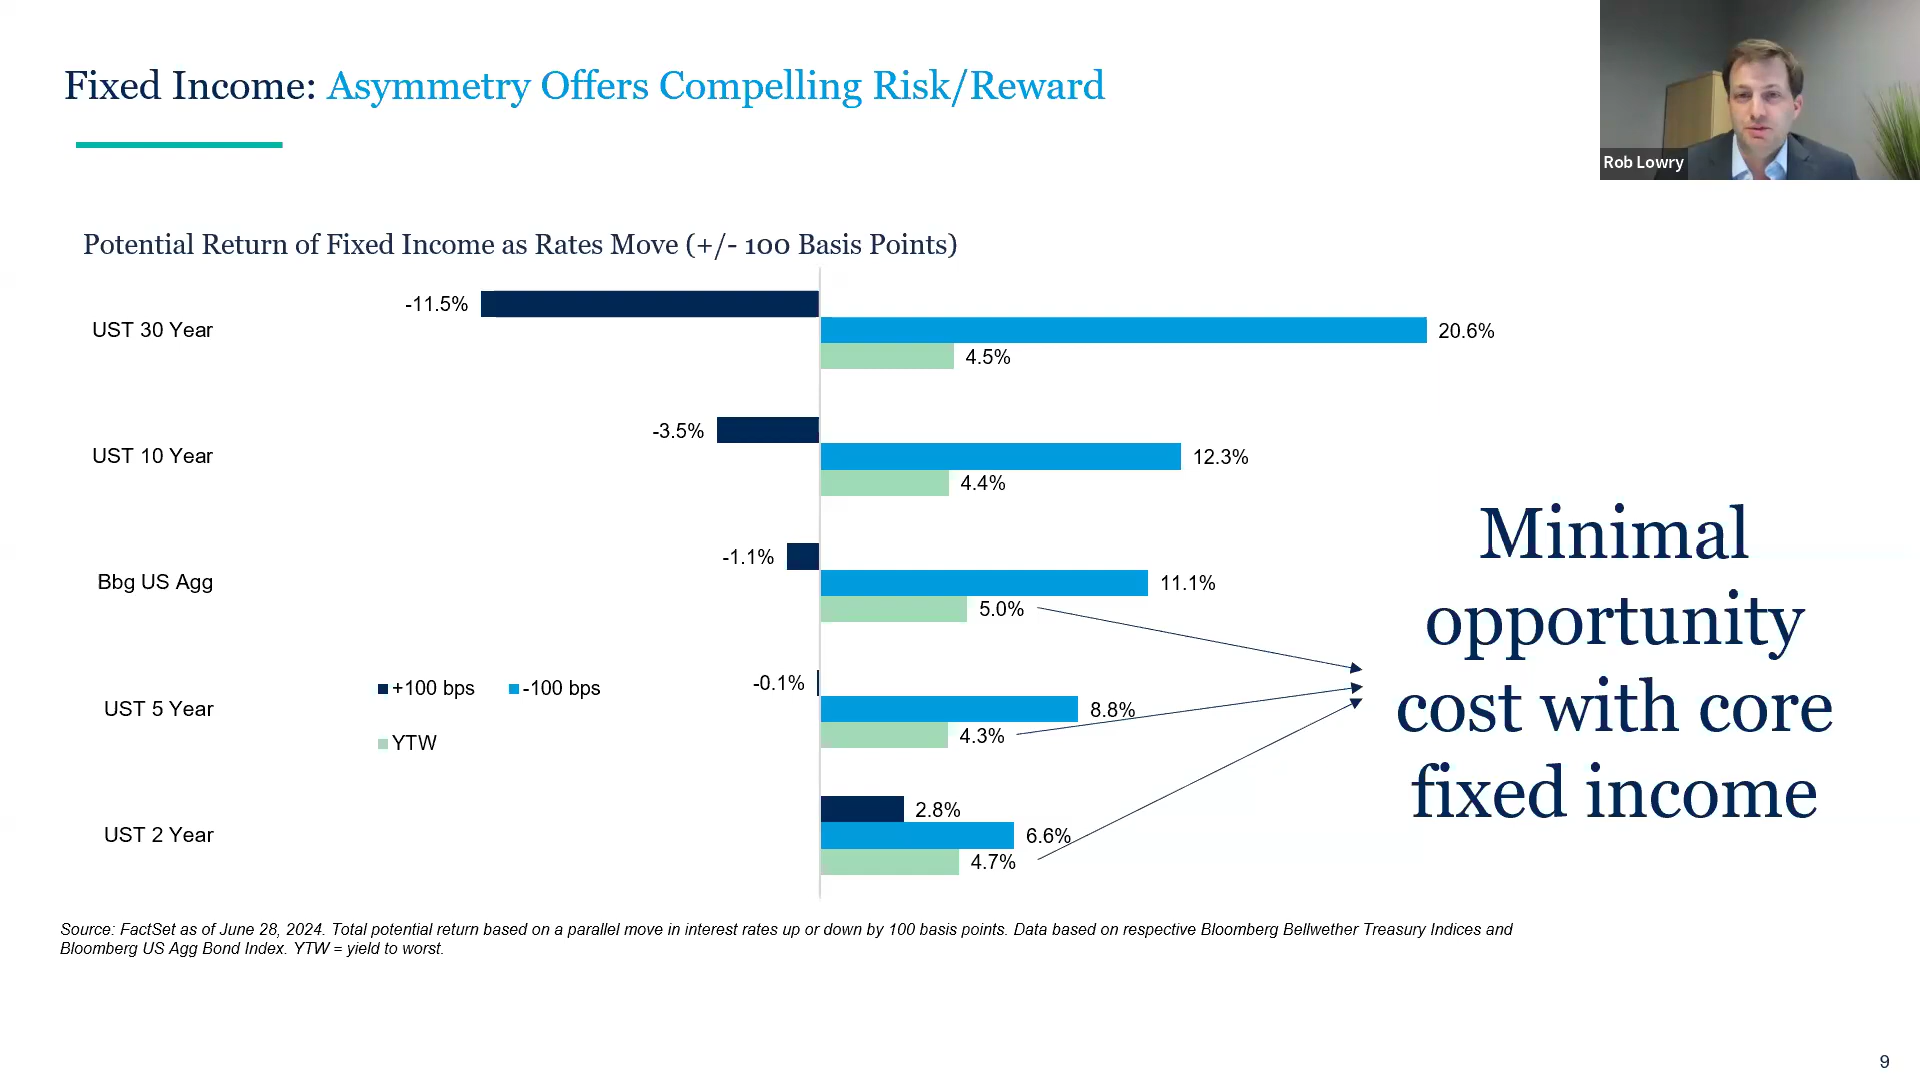 Fixed Income: Asymmetry Offers Compelling Risk/Reward
Rob Lowry
Potential Return of Fixed Income as Rates Move (+/- 100 Basis Points)
-11.5%
UST 30 Year
20.6%
4.5%
-3.5%
UST 10 Year
12.3%
4.4%
-1.1%
Bbg US Agg
11.1%
5.0%
-0.1%
+100 bps
-100 bps
YTW
UST 5 Year
8.8%
4.3%
2.8%
UST 2 Year
6.6%
4.7%
Minimal
opportunity
cost with core
fixed income
Source: FactSet as of June 28, 2024. Total potential return based on a parallel move in interest rates up or down by 100 basis points. Data based on respective Bloomberg Bellwether Treasury Indices and
Bloomberg US Agg Bond Index. YTW = yield to worst.
9